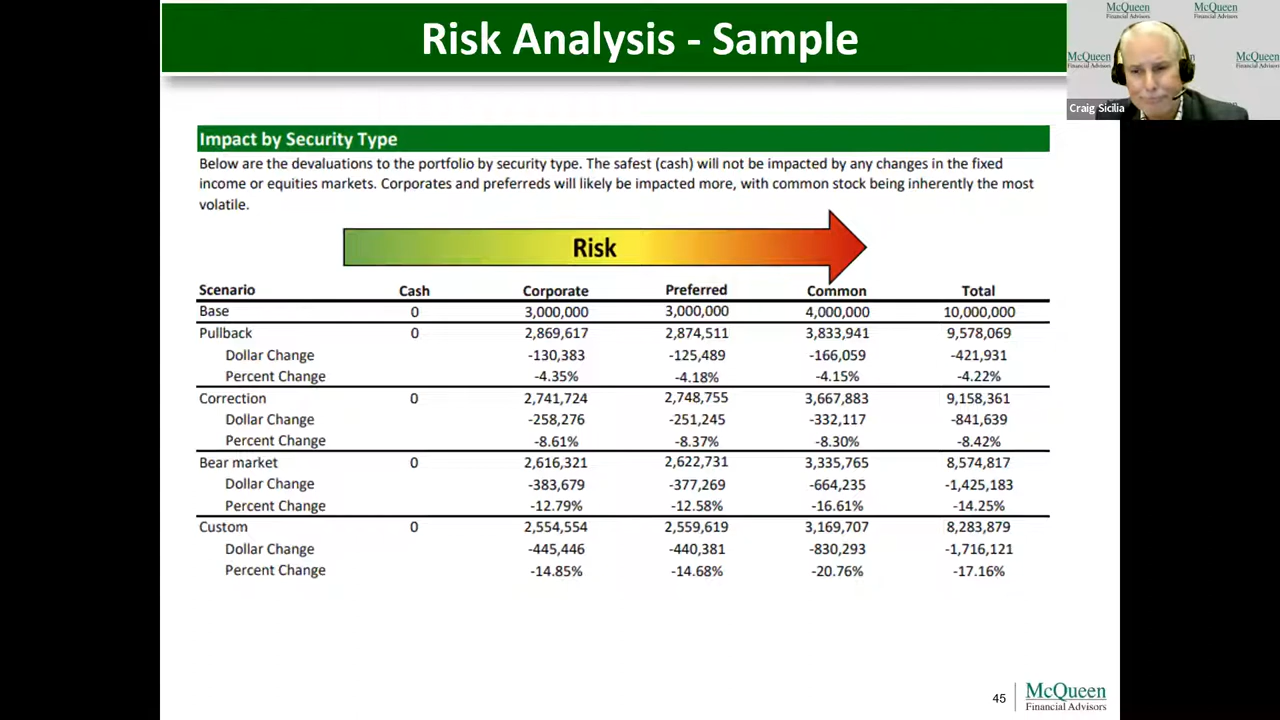 Risk Analysis - Sample
McQueen
Financial Advisors
McQueen
Financial Advisors
McQueen
Financial Advisors
McQueen
Financial Advisors
Craig Sicilia
Impact by Security Type
Below are the devaluations to the portfolio by security type. The safest (cash) will not be impacted by any changes in the fixed
income or equities markets. Corporates and preferreds will likely be impacted more, with common stock being inherently the most
volatile.
Risk
Scenario Cash Corporate Preferred Common Total
Base 0 3,000,000 3,000,000 4,000,000 10,000,000
Pullback 0 2,869,617 2,874,511 3,833,941 9,578,069
Dollar Change -130,383 -125,489 -166,059 -421,931
Percent Change -4.35% -4.18% -4.15% -4.22%
Correction 0 2,741,724 2,748,755 3,667,883 9,158,361
Dollar Change -258,276 -251,245 -332,117 -841,639
Percent Change -8.61% -8.37% -8.30% -8.42%
Bear market 0 2,616,321 2,622,731 3,335,765 8,574,817
Dollar Change -383,679 -377,269 -664,235 -1,425,183
Percent Change -12.79% -12.58% -16.61% -14.25%
Custom 0 2,554,554 2,559,619 3,169,707 8,283,879
Dollar Change -445,446 -440,381 -830,293 -1,716,121
Percent Change -14.85% -14.68% -20.76% -17.16%
45
McQueen
Financial Advisors